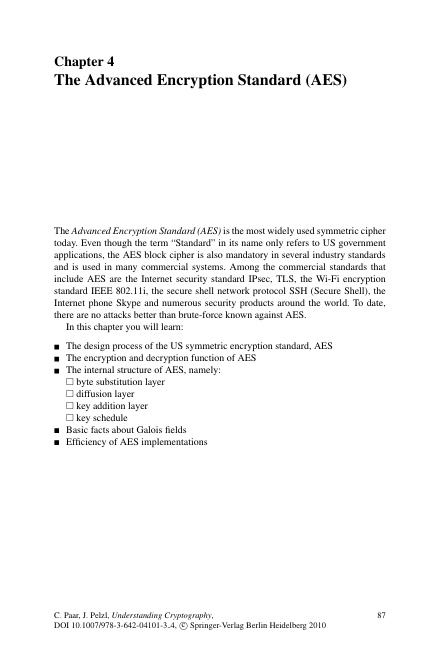 Chapter 4
The Advanced Encryption Standard (AES)
The Advanced Encryption Standard (AES) is the most widely used symmetric cipher
today. Even though the term “Standard” in its name only refers to US government
applications, the AES block cipher is also mandatory in several industry standards
and is used in many commercial systems. Among the commercial standards that
include AES are the Internet security standard IPsec, TLS, the Wi-Fi encryption
standard IEEE 802.11i, the secure shell network protocol SSH (Secure Shell), the
Internet phone Skype and numerous security products around the world. To date,
there are no attacks better than brute-force known against AES.
In this chapter you will learn:
■ The design process of the US symmetric encryption standard, AES
■ The encryption and decryption function of AES
■ The internal structure of AES, namely:
□ byte substitution layer
□ diffusion layer
□ key addition layer
□ key schedule
■ Basic facts about Galois fields
■ Efficiency of AES implementations
C. Paar, J. Pelzl, Understanding Cryptography, 87
DOI 10.1007/978-3-642-04101-3_4, © Springer-Verlag Berlin Heidelberg 2010